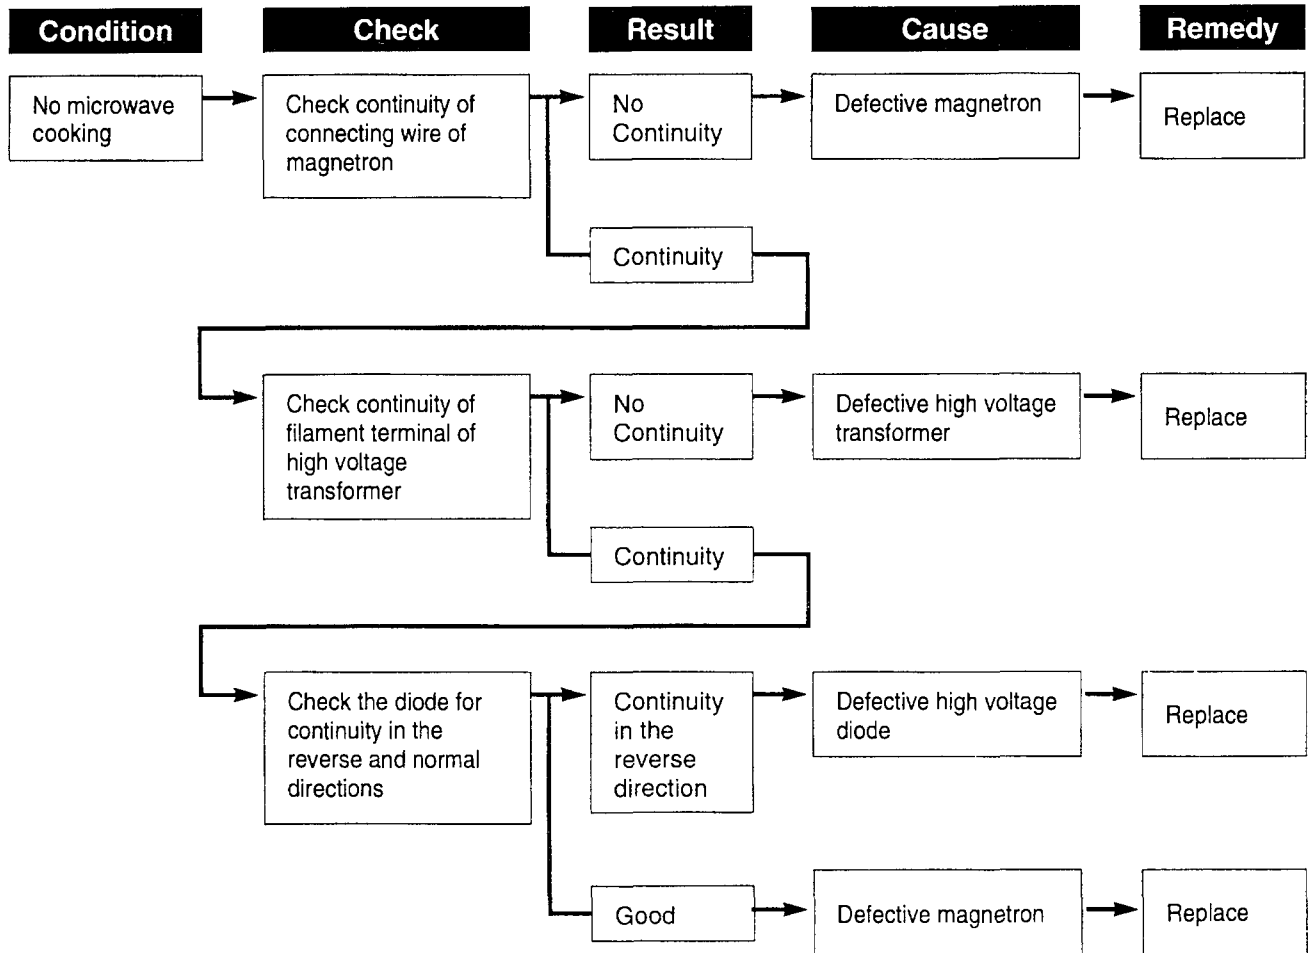 Condition
Check
Result
Cause
Remedy
No microwave
cooking
Check continuity of
connecting wire of
magnetron
No
Continuity
Defective magnetron
Replace
Continuity
Check continuity of
filament terminal of
high voltage
transformer
No
Continuity
Defective high voltage
transformer
Replace
Continuity
Check the diode for
continuity in the
reverse and normal
directions
Continuity
in the
reverse
direction
Defective high voltage
diode
Replace
Good
Defective magnetron
Replace